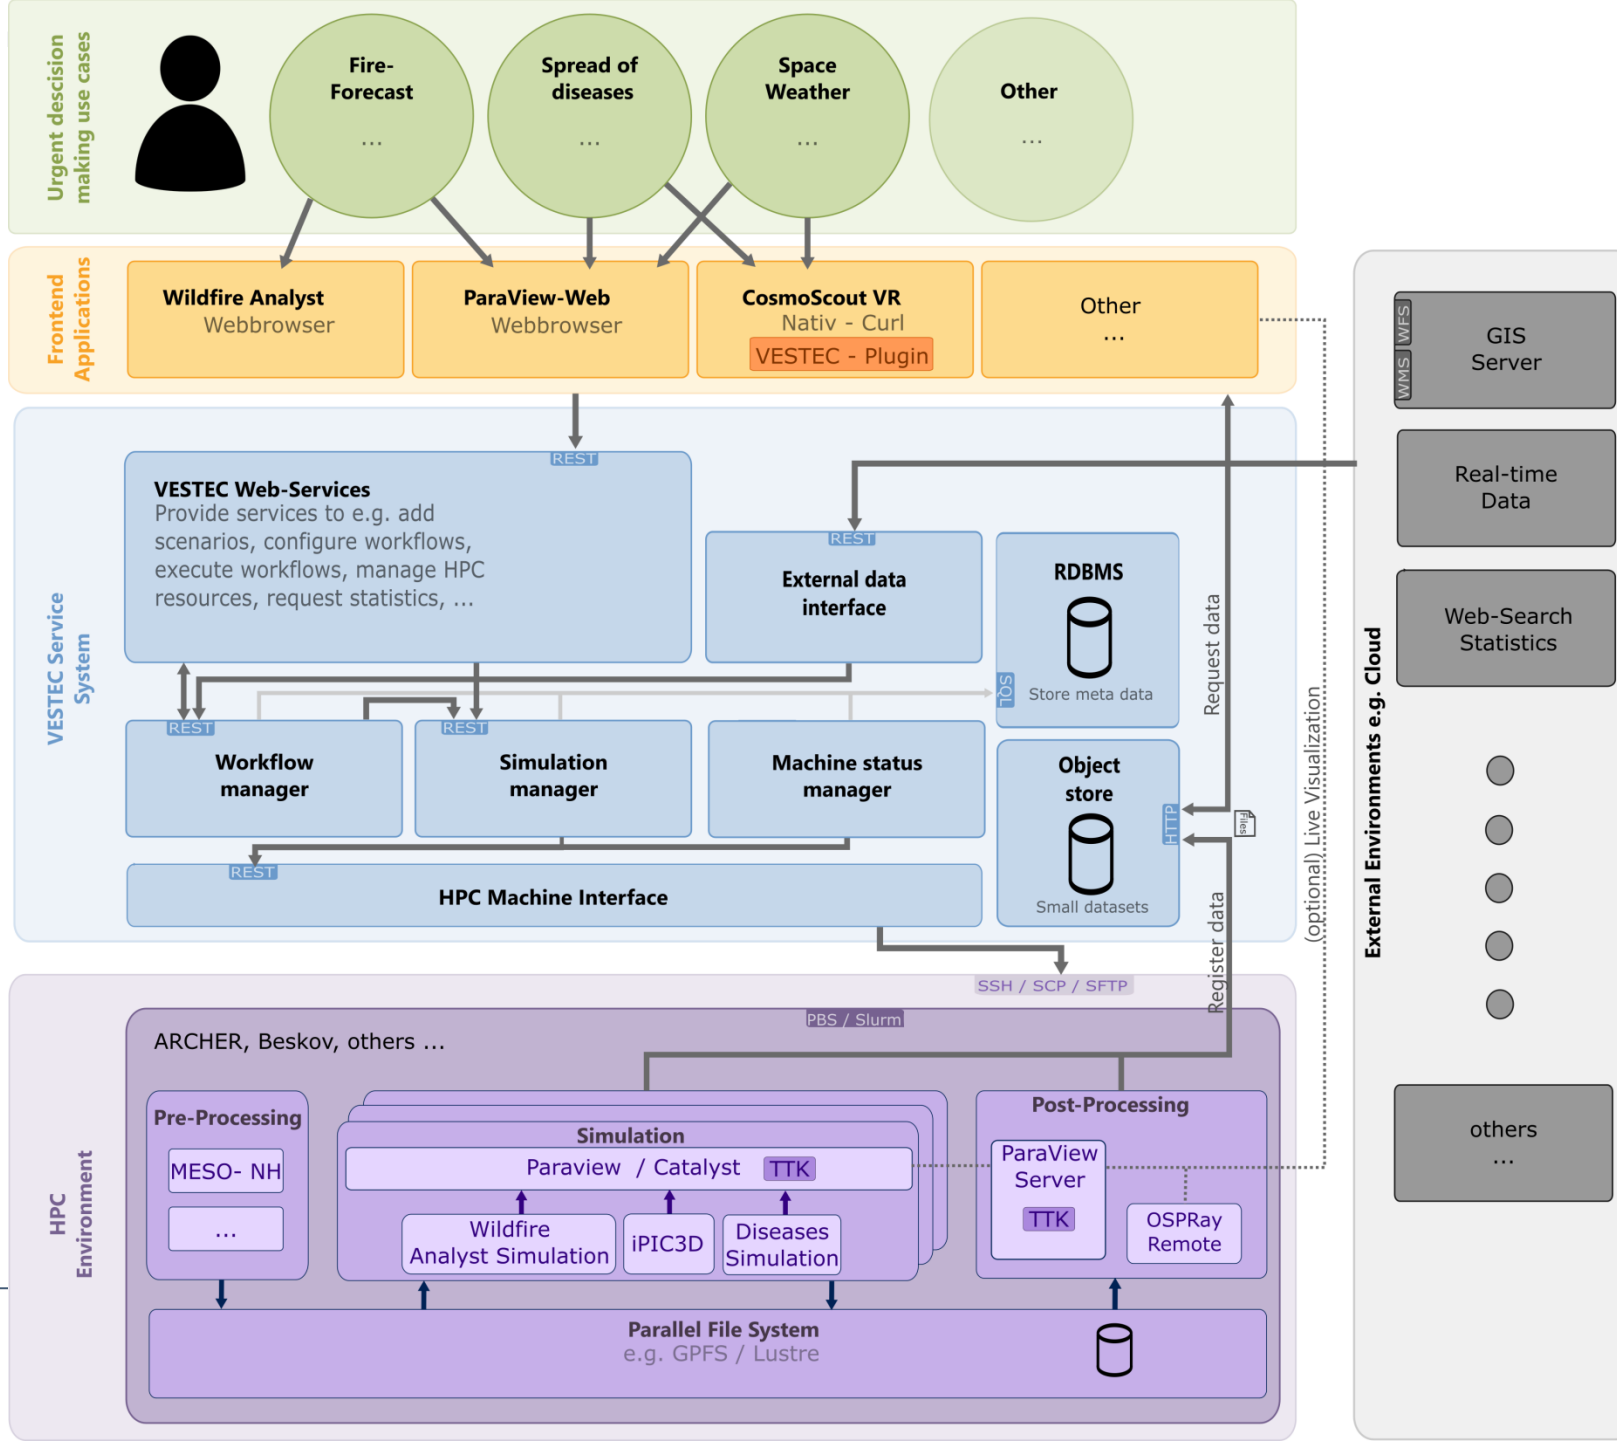 Urgent descision
making use cases
Fire-
Forecast
...
Spread of
diseases
...
Space
Weather
...
Other
...
Frontend
Applications
Wildfire Analyst
Webbrowser
ParaView-Web
Webbrowser
CosmoScout VR
Nativ - Curl
VESTEC - Plugin
Other
...
VESTEC Service
System
REST
VESTEC Web-Services
Provide services to e.g. add
scenarios, configure workflows,
execute workflows, manage HPC
resources, request statistics, ...
REST
External data
interface
RDBMS
Store meta data
SQL
REST
Workflow
manager
REST
Simulation
manager
Machine status
manager
Object
store
Small datasets
HTTP
Files
REST
HPC Machine Interface
Request data
Register data
(optional) Live Visualization
HPC
Environment
SSH / SCP / SFTP
PBS / Slurm
ARCHER, Beskov, others ...
Pre-Processing
MESO- NH
...
Simulation
Paraview / Catalyst
TTK
Wildfire
Analyst Simulation
iPIC3D
Diseases
Simulation
Post-Processing
ParaView
Server
TTK
OSPRay
Remote
Parallel File System
e.g. GPFS / Lustre
External Environments e.g. Cloud
WFS
WMS
GIS
Server
Real-time
Data
Web-Search
Statistics
others
...